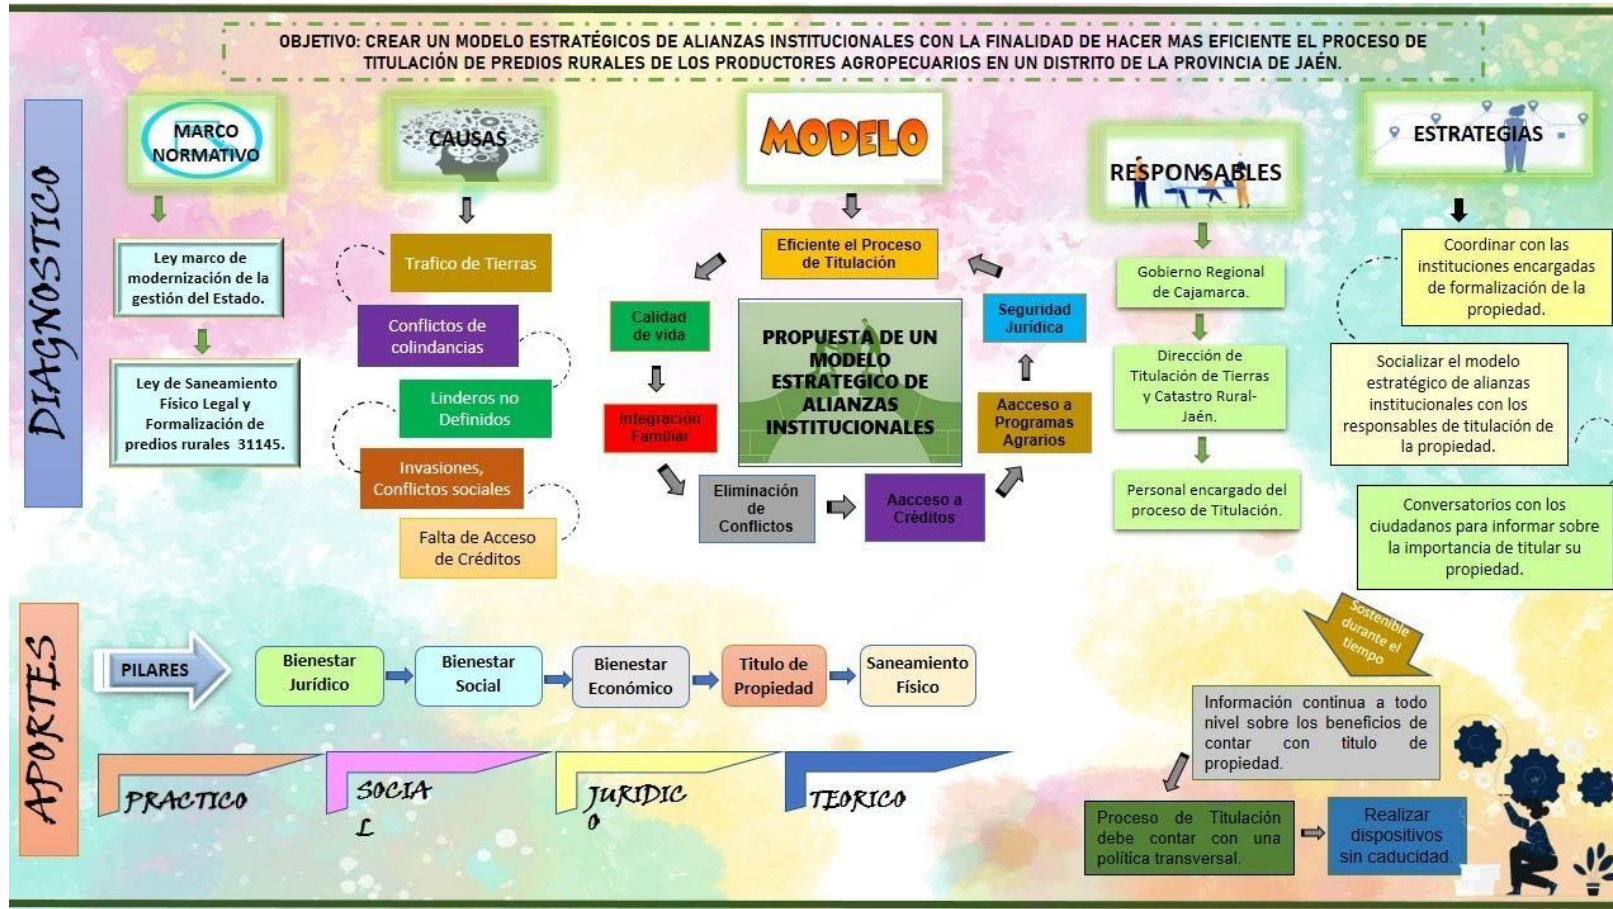 OBJETIVO: CREAR UN MODELO ESTRATÉGICOS DE ALIANZAS INSTITUCIONALES CON LA FINALIDAD DE HACER MAS EFICIENTE EL PROCESO DE
TITULACIÓN DE PREDIOS RURALES DE LOS PRODUCTORES AGROPECUARIOS EN UN DISTRITO DE LA PROVINCIA DE JAÉN.
DIAGNOSTICO
MARCO
NORMATIVO
Ley marco de
modernización de la
gestión del Estado.
Ley de Saneamiento
Físico Legal y
Formalización de
predios rurales 31145.
CAUSAS
Trafico de Tierras
Conflictos de
colindancias
Linderos no
Definidos
Invasiones,
Conflictos sociales
Falta de Acceso
de Créditos
MODELO
Eficiente el Proceso
de Titulación
Calidad
de vida
Integración
Familiar
Eliminación
de
Conflictos
Aacceso a
Créditos
Aacceso a
Programas
Agrarios
Seguridad
Jurídica
PROPUESTA DE UN
MODELO
ESTRATEGICO DE
ALIANZAS
INSTITUCIONALES
RESPONSABLES
Gobierno Regional
de Cajamarca.
Dirección de
Titulación de Tierras
y Catastro Rural-
Jaén.
Personal encargado del
proceso de Titulación.
ESTRATEGIAS
Coordinar con las
instituciones encargadas
de formalización de la
propiedad.
Socializar el modelo
estratégico de alianzas
institucionales con los
responsables de titulación de
la propiedad.
Conversatorios con los
ciudadanos para informar sobre
la importancia de titular su
propiedad.
APORTES
PILARES
Bienestar
Jurídico
Bienestar
Social
Bienestar
Económico
Titulo de
Propiedad
Saneamiento
Físico
PRACTICO
SOCIA
L
JURIDIC
O
TEORICO
Sostenible
durante el
tiempo
Información continua a todo
nivel sobre los beneficios de
contar con titulo de
propiedad.
Proceso de Titulación
debe contar con una
política transversal.
Realizar
dispositivos
sin caducidad.